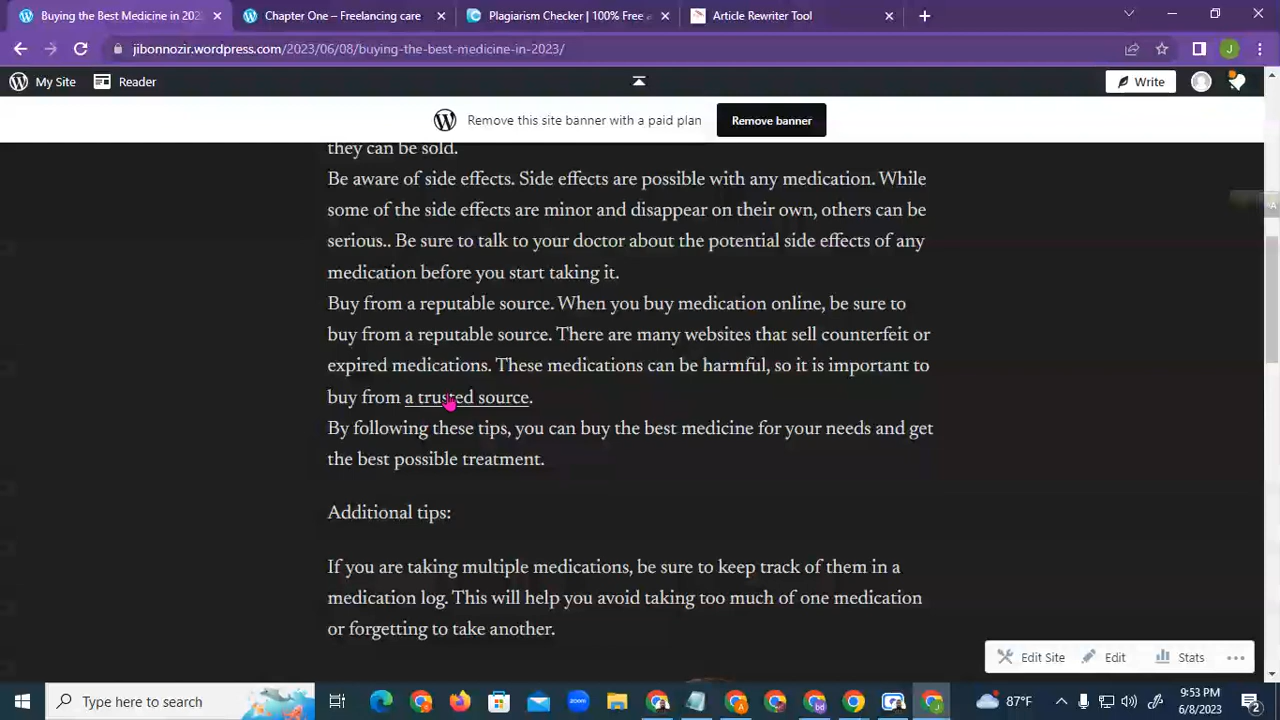 Buying the Best Medicine in 202
Chapter One – Freelancing care
Plagiarism Checker | 100% Free
Article Rewriter Tool
jibonnozir.wordpress.com/2023/06/08/buying-the-best-medicine-in-2023/
J
My Site
Reader
Write
Remove this site banner with a paid plan
Remove banner
they can be sold.
Be aware of side effects. Side effects are possible with any medication. While
some of the side effects are minor and disappear on their own, others can be
serious.. Be sure to talk to your doctor about the potential side effects of any
medication before you start taking it.
Buy from a reputable source. When you buy medication online, be sure to
buy from a reputable source. There are many websites that sell counterfeit or
expired medications. These medications can be harmful, so it is important to
buy from a trusted source.
By following these tips, you can buy the best medicine for your needs and get
the best possible treatment.
Additional tips:
If you are taking multiple medications, be sure to keep track of them in a
medication log. This will help you avoid taking too much of one medication
or forgetting to take another.
Edit Site
Edit
Stats
Type here to search
zoom
87°F
9:53 PM
6/8/2023
2